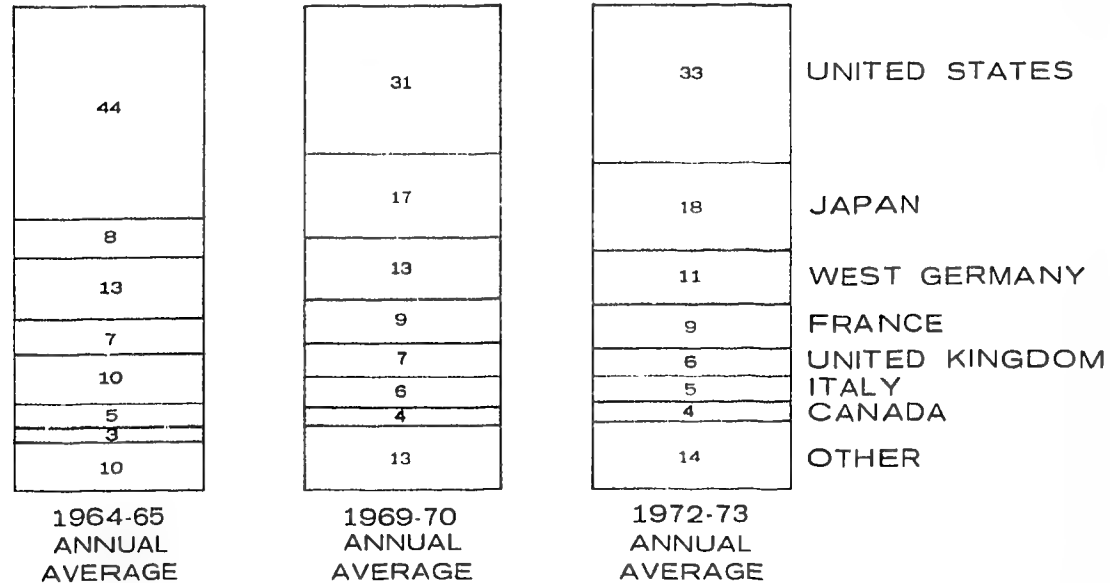 44
8
13
7
10
5
3
10
1964-65
ANNUAL
AVERAGE
31
17
13
9
7
6
4
13
1969-70
ANNUAL
AVERAGE
33
18
11
9
6
5
4
14
1972-73
ANNUAL
AVERAGE
UNITED STATES
JAPAN
WEST GERMANY
FRANCE
UNITED KINGDOM
ITALY
CANADA
OTHER